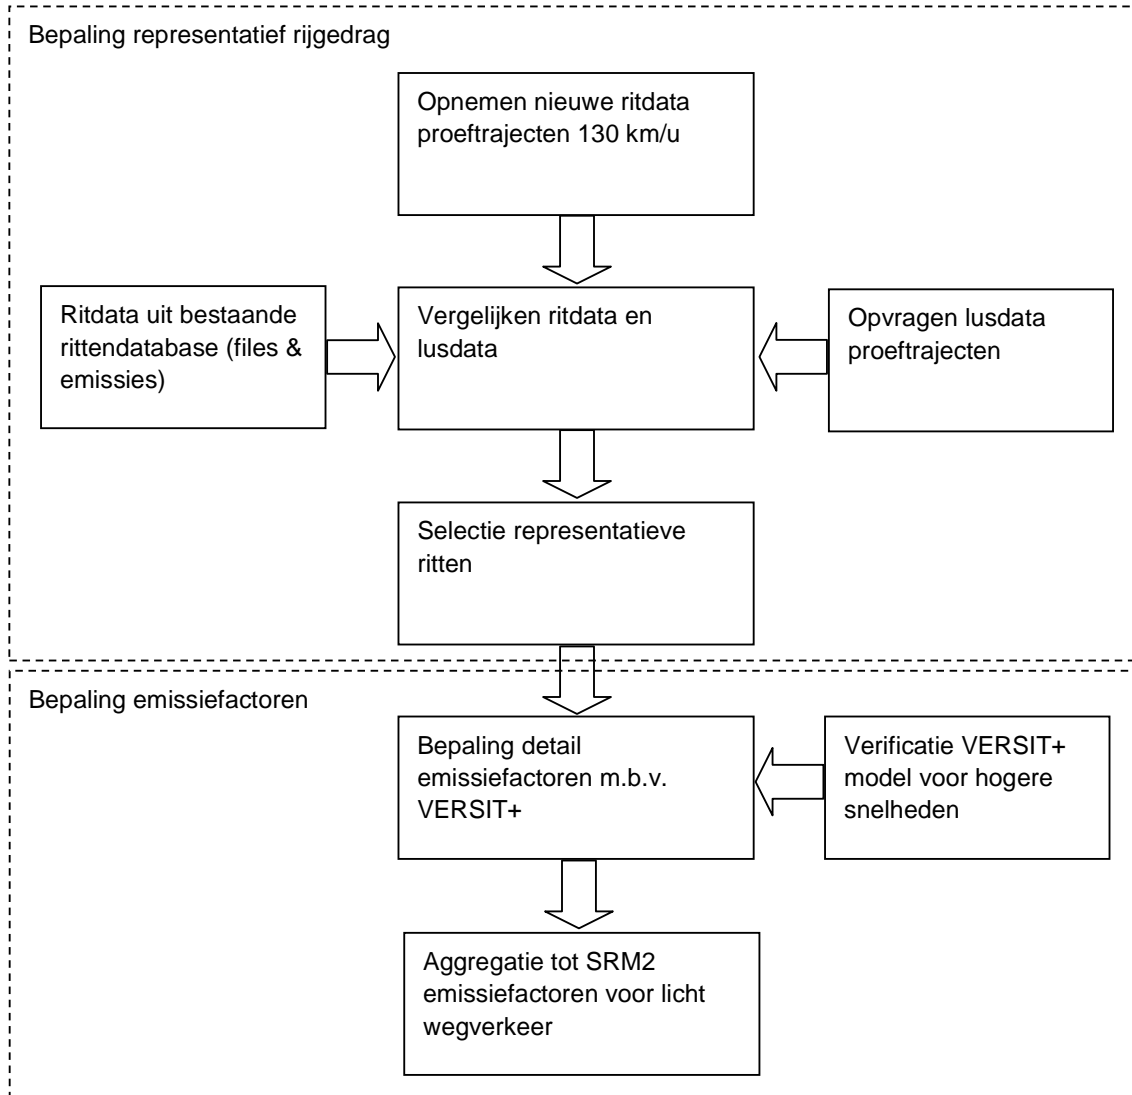 Bepaling representatief rijgedrag
Opnemen nieuwe ritdata
proeftrajecten 130 km/u
Ritdata uit bestaande
rittendatabase (files &
emissies)
Vergelijken ritdata en
lusdata
Opvragen lusdata
proeftrajecten
Selectie representatieve
ritten
Bepaling emissiefactoren
Bepaling detail
emissiefactoren m.b.v.
VERSIT+
Verificatie VERSIT+
model voor hogere
snelheden
Aggregatie tot SRM2
emissiefactoren voor licht
wegverkeer